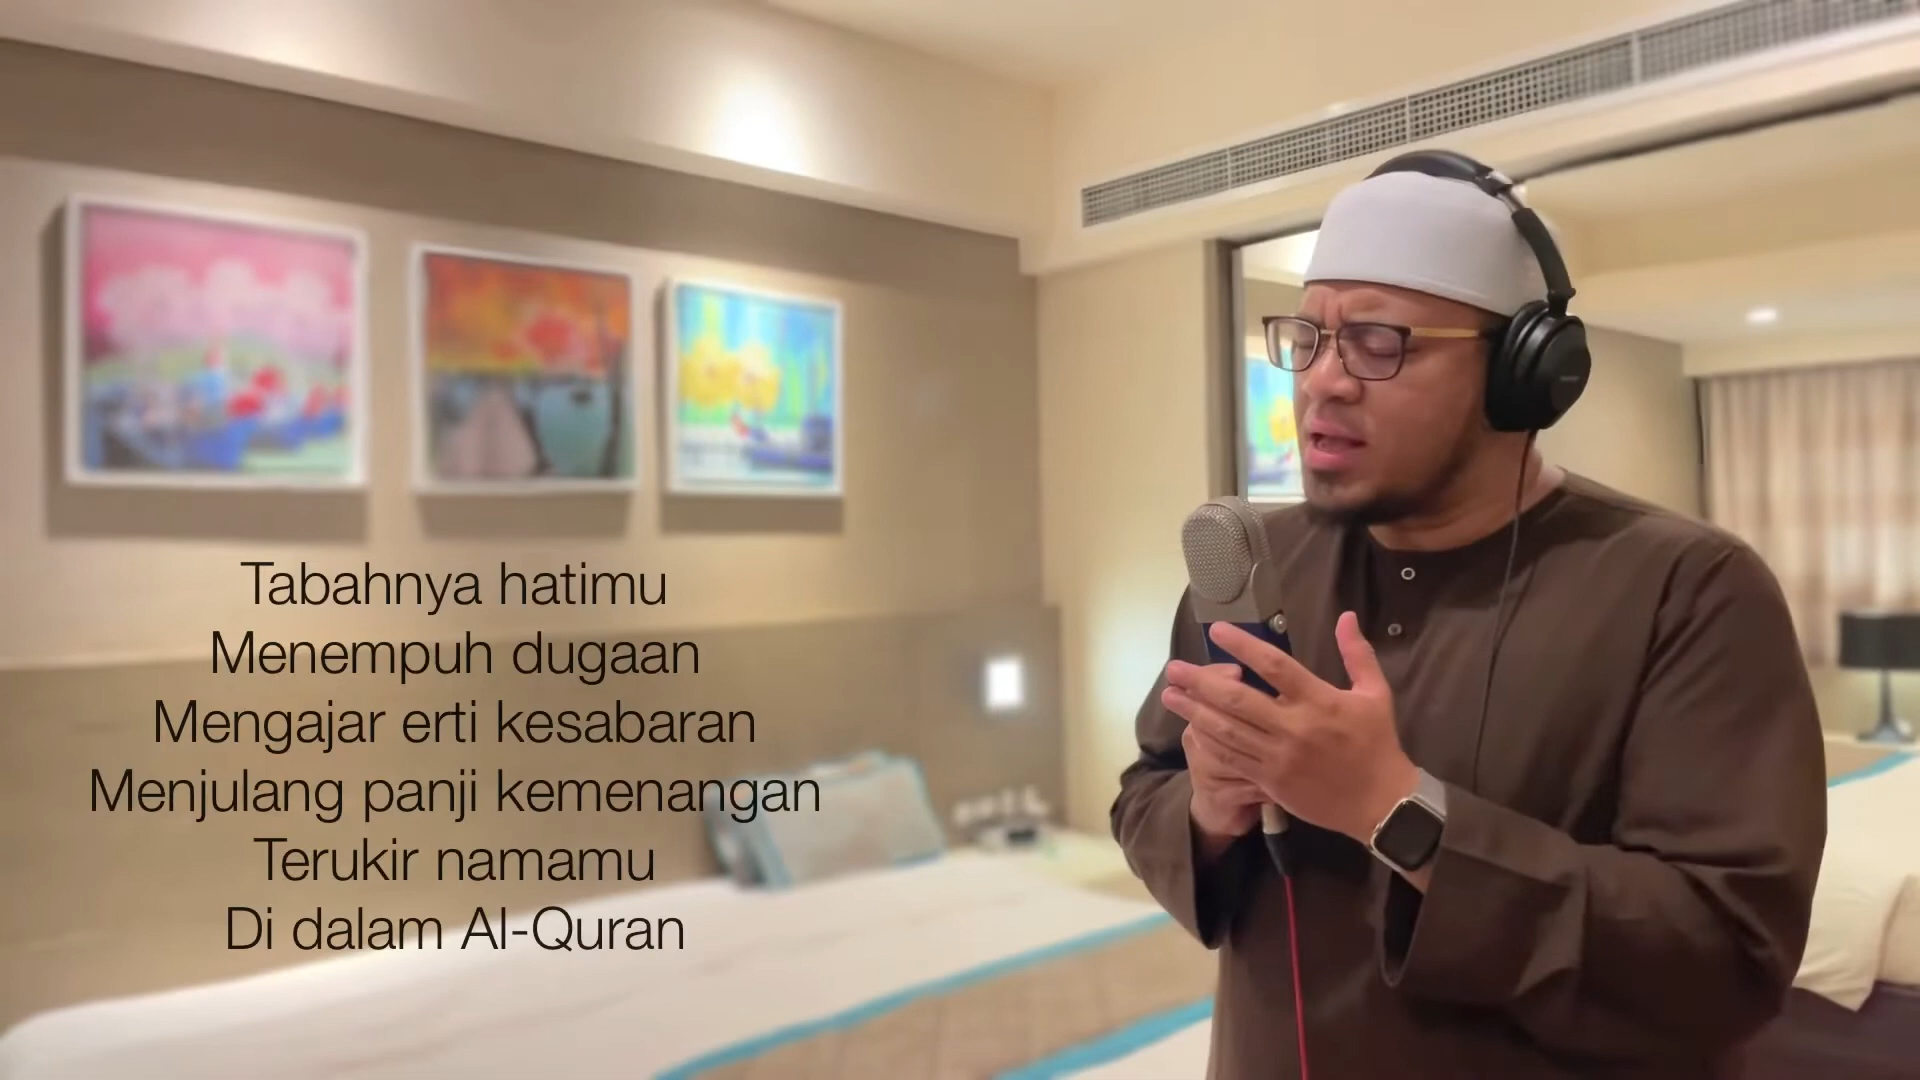 Tabahnya hatimu
Menempuh dugaan
Mengajar erti kesabaran
Menjulang panji kemenangan
Terukir namamu
Di dalam Al-Quran